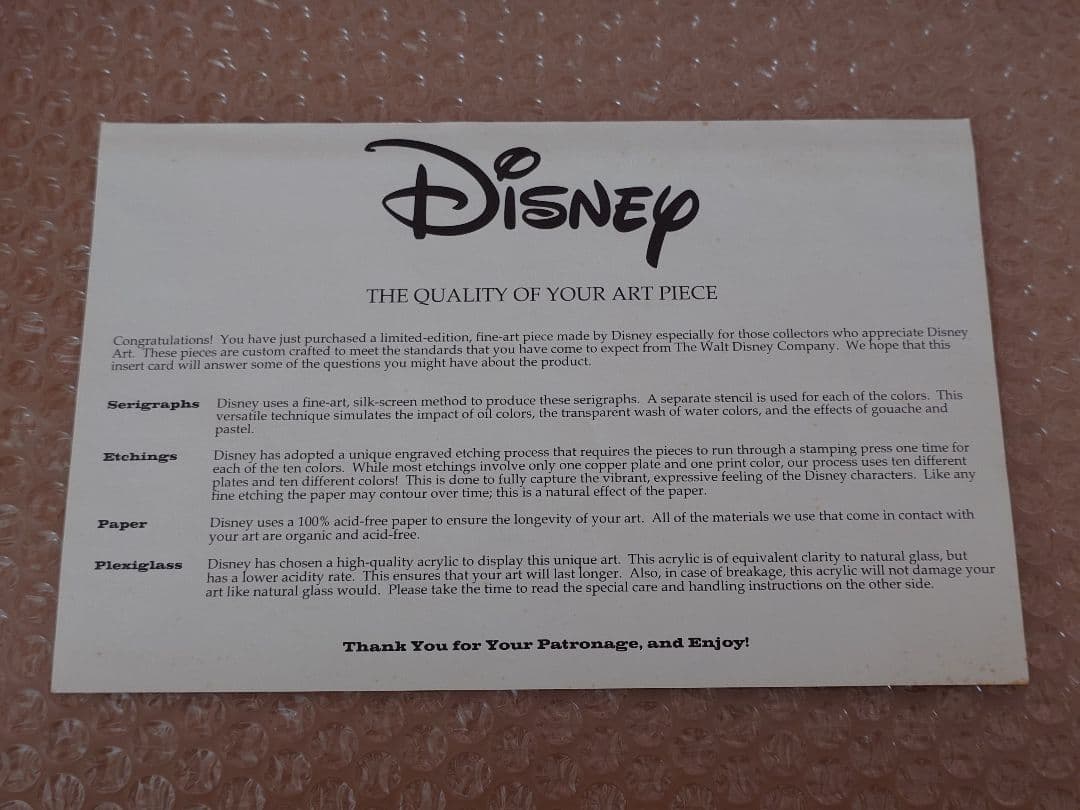 Disney
THE QUALITY OF YOUR ART PIECE
Congratulations! You have just purchased a limited-edition, fine-art piece made by Disney especially for those collectors who appreciate Disney
Art. These pieces are custom crafted to meet the standards that you have come to expect from The Walt Disney Company. We hope that this
insert card will answer some of the questions you might have about the product.
Serigraphs Disney uses a fine-art, silk-screen method to produce these serigraphs. A separate stencil is used for each of the colors. This
versatile technique simulates the impact of oil colors, the transparent wash of water colors, and the effects of gouache and
pastel.
Etchings Disney has adopted a unique engraved etching process that requires the pieces to run through a stamping press one time for
each of the ten colors. While most etchings involve only one copper plate and one print color, our process uses ten different
plates and ten different colors! This is done to fully capture the vibrant, expressive feeling of the Disney characters. Like any
fine etching the paper may contour over time; this is a natural effect of the paper.
Paper Disney uses a 100% acid-free paper to ensure the longevity of your art. All of the materials we use that come in contact with
your art are organic and acid-free.
Plexiglass Disney has chosen a high-quality acrylic to display this unique art. This acrylic is of equivalent clarity to natural glass, but
has a lower acidity rate. This ensures that your art will last longer. Also, in case of breakage, this acrylic will not damage your
art like natural glass would. Please take the time to read the special care and handling instructions on the other side.
Thank You for Your Patronage, and Enjoy!